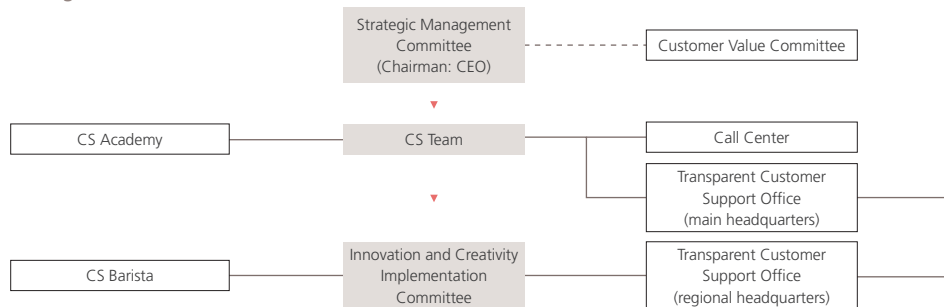 Strategic Management
Committee
(Chairman: CEO)
Customer Value Committee
CS Academy
CS Team
Call Center
Transparent Customer
Support Office
(main headquarters)
CS Barista
Innovation and Creativity
Implementation
Committee
Transparent Customer
Support Office
(regional headquarters)